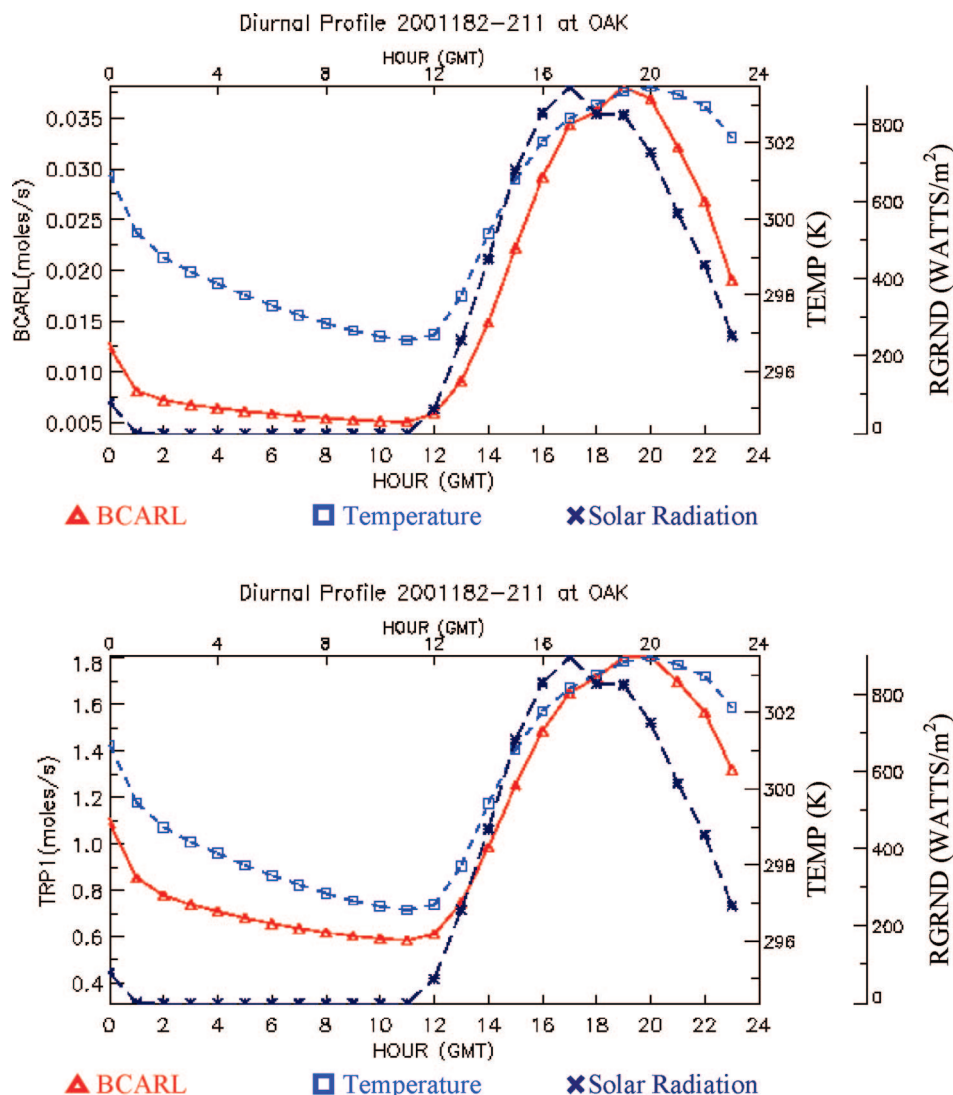 Diurnal Profile 2001182-211 at OAK
HOUR (GMT)
0 4 8 12 16 20 24
0.035
0.030
0.025
0.020
0.015
0.010
0.005
BCARL(moles/s)
302
300
298
296
TEMP (K)
800
600
400
200
0
RGRND (WATTS/m²)
0 2 4 6 8 10 12 14 16 18 20 22 24
HOUR (GMT)
BCARL Temperature Solar Radiation
Diurnal Profile 2001182-211 at OAK
HOUR (GMT)
0 4 8 12 16 20 24
1.8
1.4
1.2
1.0
0.8
0.6
0.4
TRP1(moles/s)
302
300
298
296
TEMP (K)
800
600
400
200
0
RGRND (WATTS/m²)
0 2 4 6 8 10 12 14 16 18 20 22 24
HOUR (GMT)
BCARL Temperature Solar Radiation